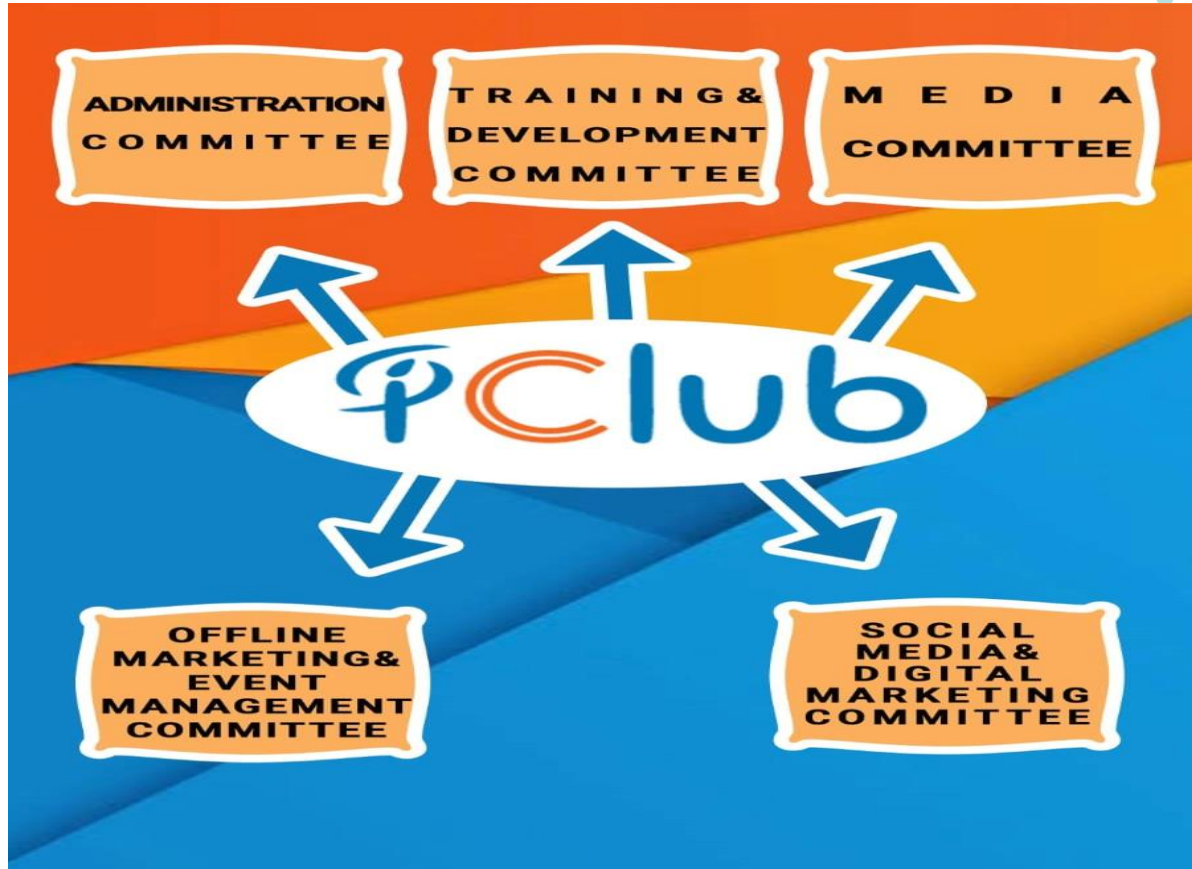 ADMINISTRATION
COMMITTEE
TRAINING&
DEVELOPMENT
COMMITTEE
MEDIA
COMMITTEE
iClub
OFFLINE
MARKETING&
EVENT
MANAGEMENT
COMMITTEE
SOCIAL
MEDIA&
DIGITAL
MARKETING
COMMITTEE